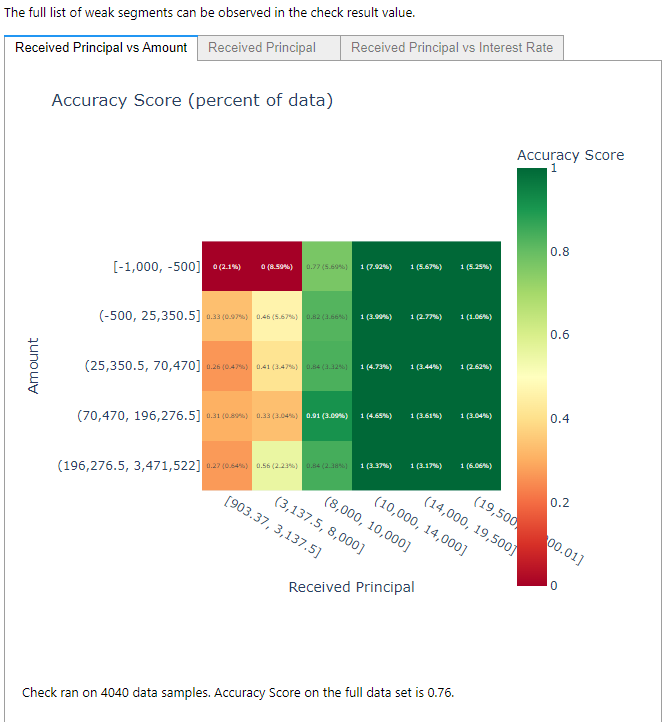 The full list of weak segments can be observed in the check result value.
Received Principal vs Amount Received Principal Received Principal vs Interest Rate
Accuracy Score (percent of data)
Accuracy Score
1
0.8
0.6
0.4
0.2
0
Amount
[-1,000, -500] 0 (2.1%) 0 (8.59%) 0.77 (5.69%) 1 (7.92%) 1 (5.67%) 1 (5.25%)
(-500, 25,350.5] 0.33 (0.97%) 0.46 (5.67%) 0.82 (3.66%) 1 (3.99%) 1 (2.77%) 1 (1.06%)
(25,350.5, 70,470] 0.26 (0.47%) 0.41 (3.47%) 0.84 (3.32%) 1 (4.73%) 1 (3.44%) 1 (2.62%)
(70,470, 196,276.5] 0.31 (0.89%) 0.33 (3.04%) 0.91 (3.09%) 1 (4.65%) 1 (3.61%) 1 (3.04%)
(196,276.5, 3,471,522] 0.27 (0.64%) 0.56 (2.23%) 0.84 (2.38%) 1 (3.37%) 1 (3.17%) 1 (6.06%)
[903.37, 3,137.5]
(3,137.5, 8,000]
(8,000, 10,000]
(10,000, 14,000]
(14,000, 19,500]
(19,500 00.01]
Received Principal
Check ran on 4040 data samples. Accuracy Score on the full data set is 0.76.